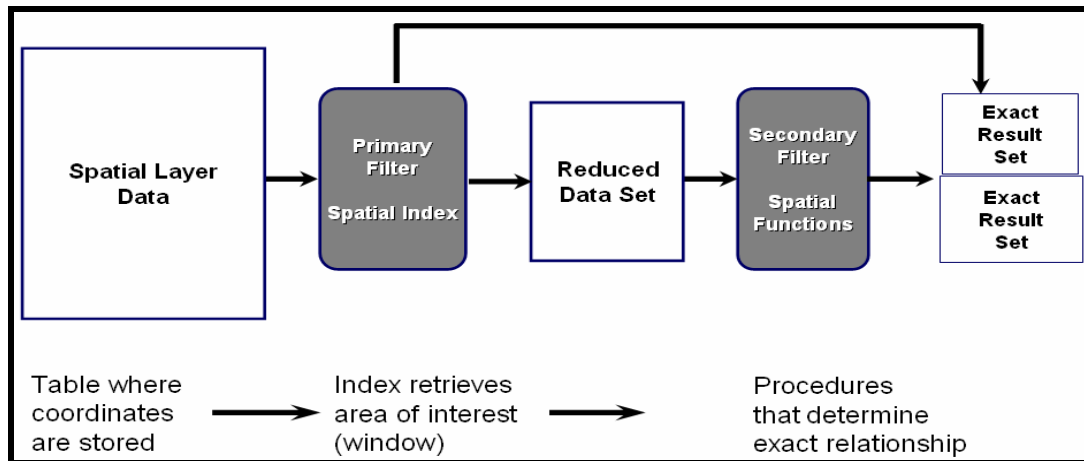 Spatial Layer
Data
Primary
Filter
Spatial Index
Reduced
Data Set
Secondary
Filter
Spatial
Functions
Exact
Result
Set
Exact
Result
Set
Table where
coordinates
are stored
Index retrieves
area of interest
(window)
Procedures
that determine
exact relationship